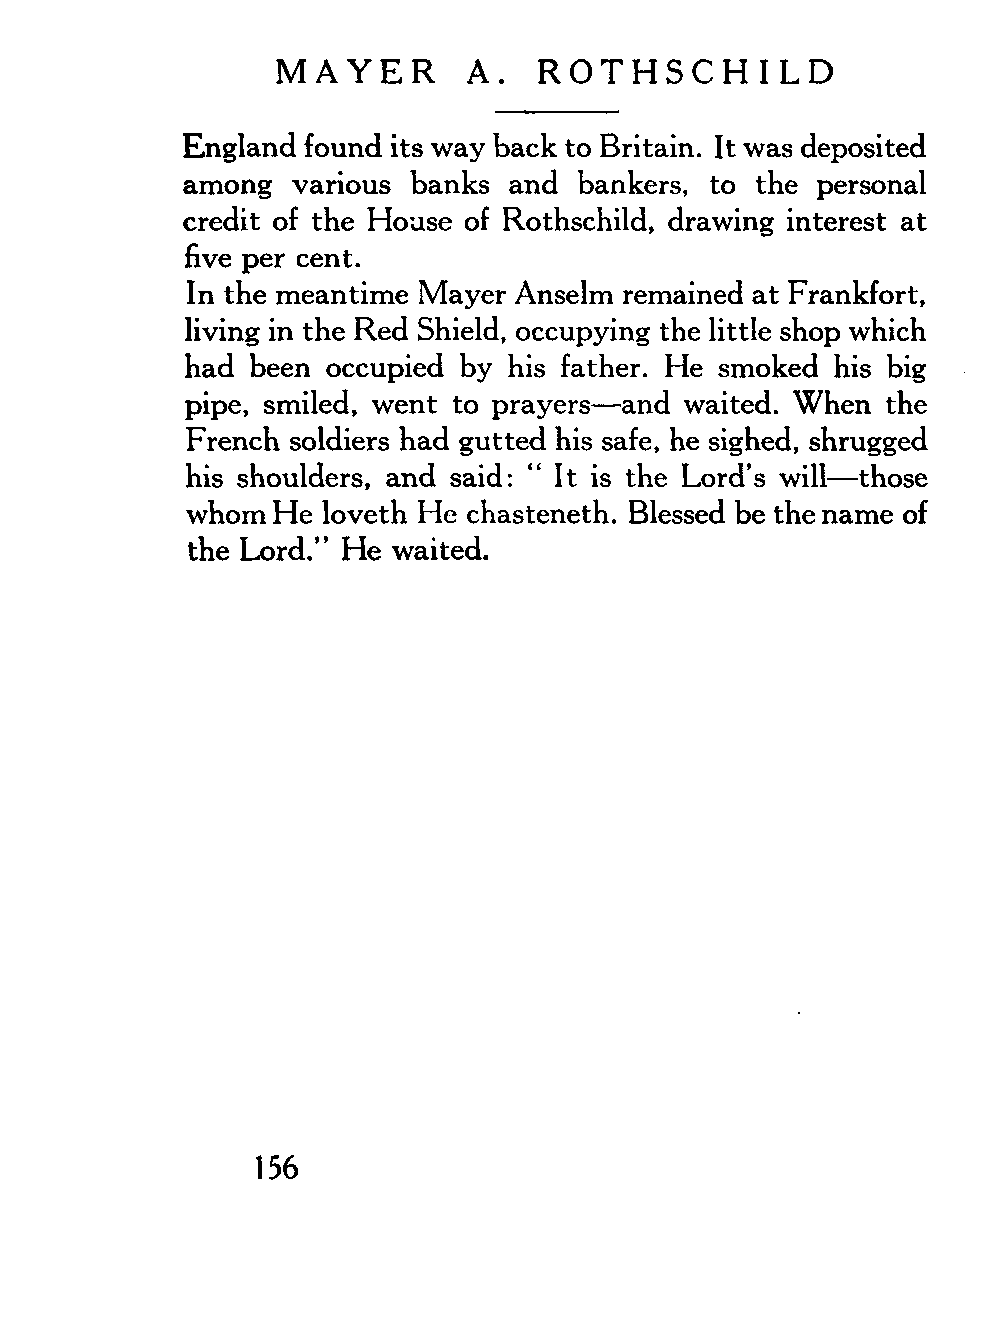 MAYER A. ROTHSCHILD
England found its way back to Britain. It was deposited
among various banks and bankers, to the personal
credit of the House of Rothschild, drawing interest at
five per cent.
In the meantime Mayer Anselm remained at Frankfort,
living in the Red Shield, occupying the little shop which
had been occupied by his father. He smoked his big
pipe, smiled, went to prayers—and waited. When the
French soldiers had gutted his safe, he sighed, shrugged
his shoulders, and said: “ It is the Lord's will—those
whom He loveth He chasteneth. Blessed be the name of
the Lord.” He waited.
156